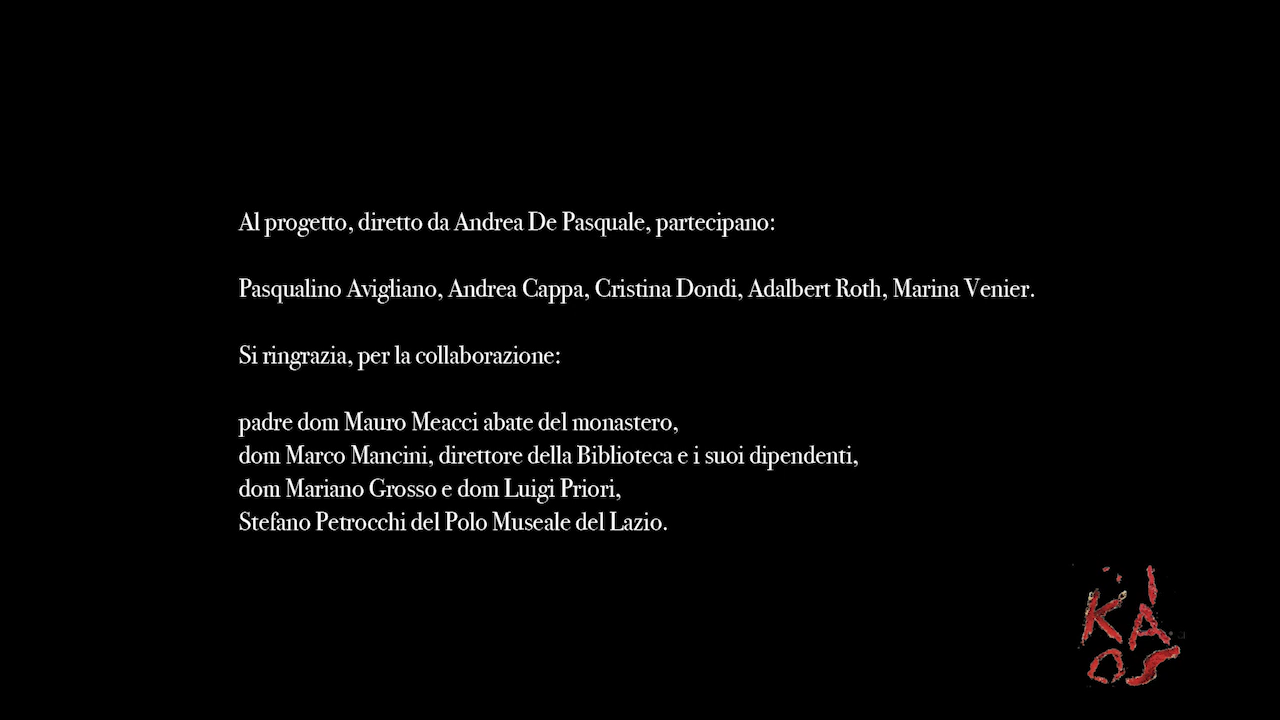 Al progetto, diretto da Andrea De Pasquale, partecipano:
Pasqualino Avigliano, Andrea Cappa, Cristina Dondi, Adalbert Roth, Marina Venier.
Si ringrazia, per la collaborazione:
padre dom Mauro Meacci abate del monastero,
dom Marco Mancini, direttore della Biblioteca e i suoi dipendenti,
dom Mariano Grosso e dom Luigi Priori,
Stefano Petrocchi del Polo Museale del Lazio.
KA
OS